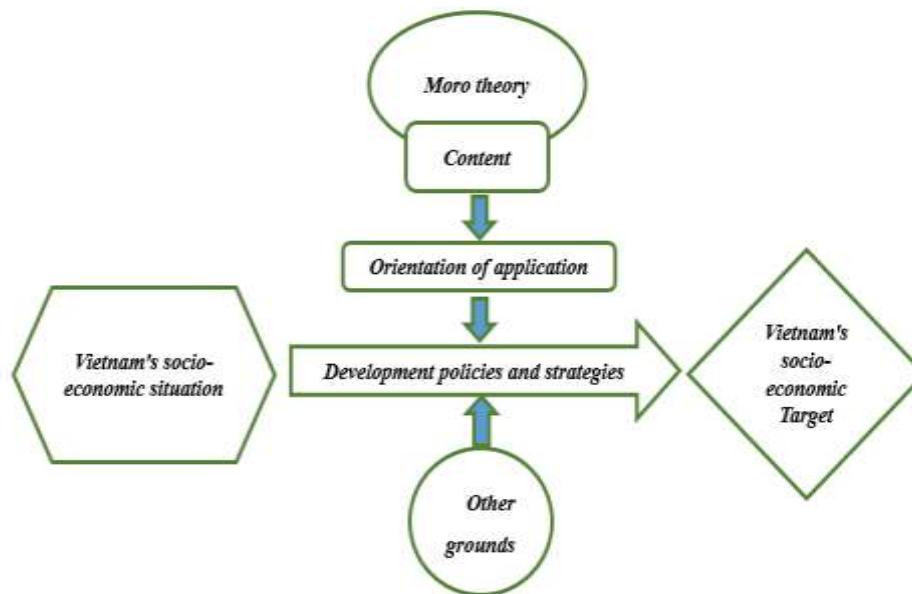 Moro theory
Content
Orientation of application
Vietnam's socio-
economic situation
Development policies and strategies
Vietnam's
socio-
economic
Target
Other
grounds